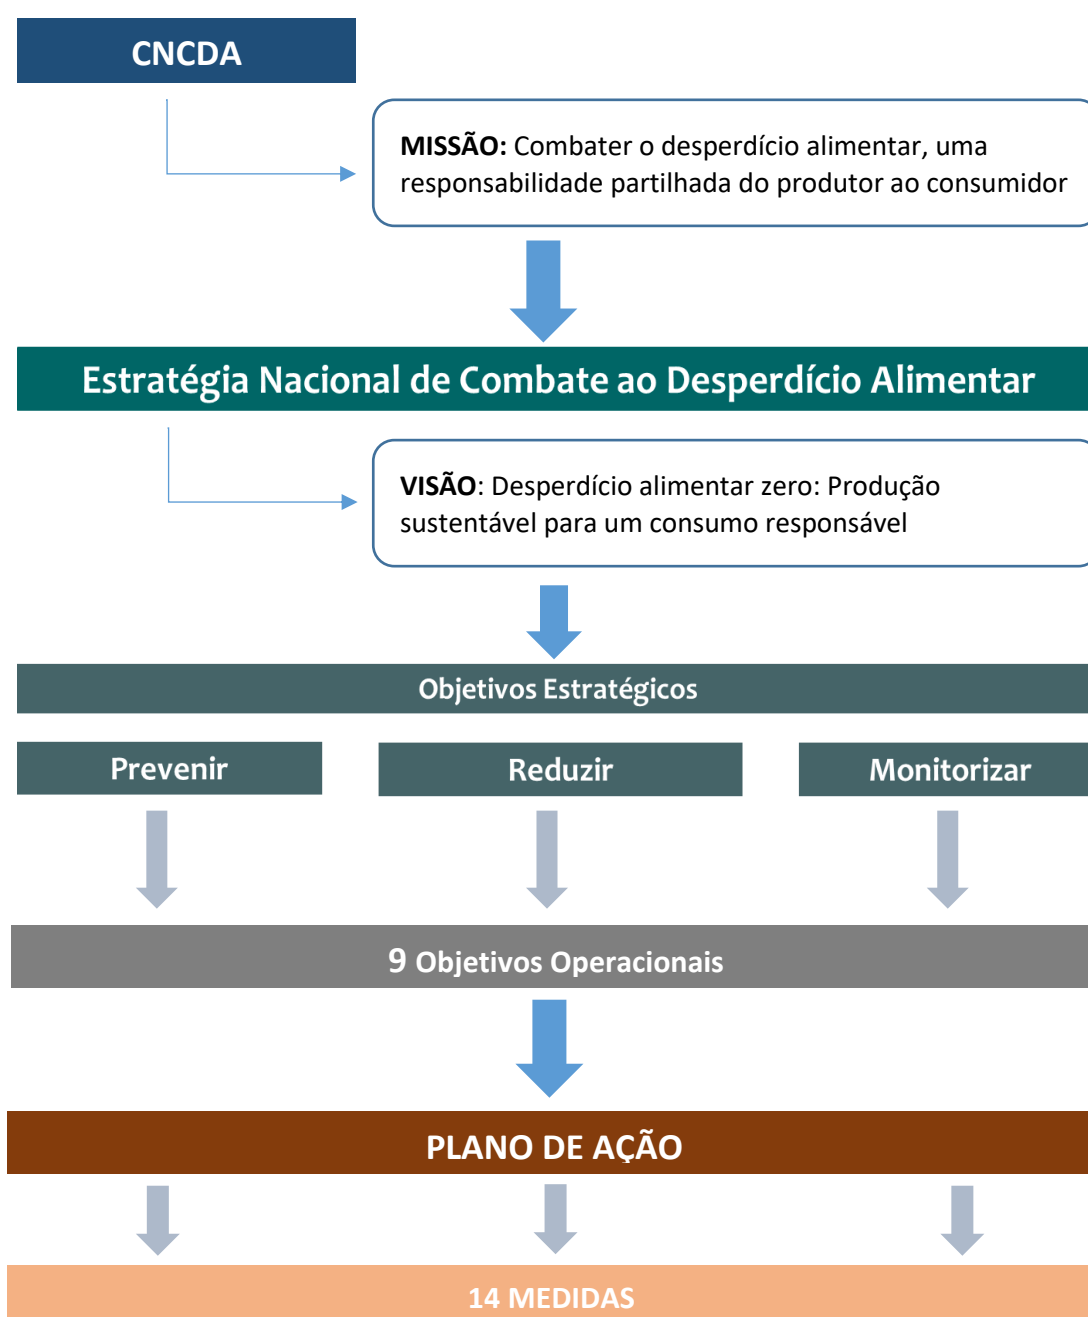 CNCDA
MISSÃO: Combater o desperdício alimentar, uma
responsabilidade partilhada do produtor ao consumidor
Estratégia Nacional de Combate ao Desperdício Alimentar
VISÃO: Desperdício alimentar zero: Produção
sustentável para um consumo responsável
Objetivos Estratégicos
Prevenir
Reduzir
Monitorizar
9 Objetivos Operacionais
PLANO DE AÇÃO
14 MEDIDAS